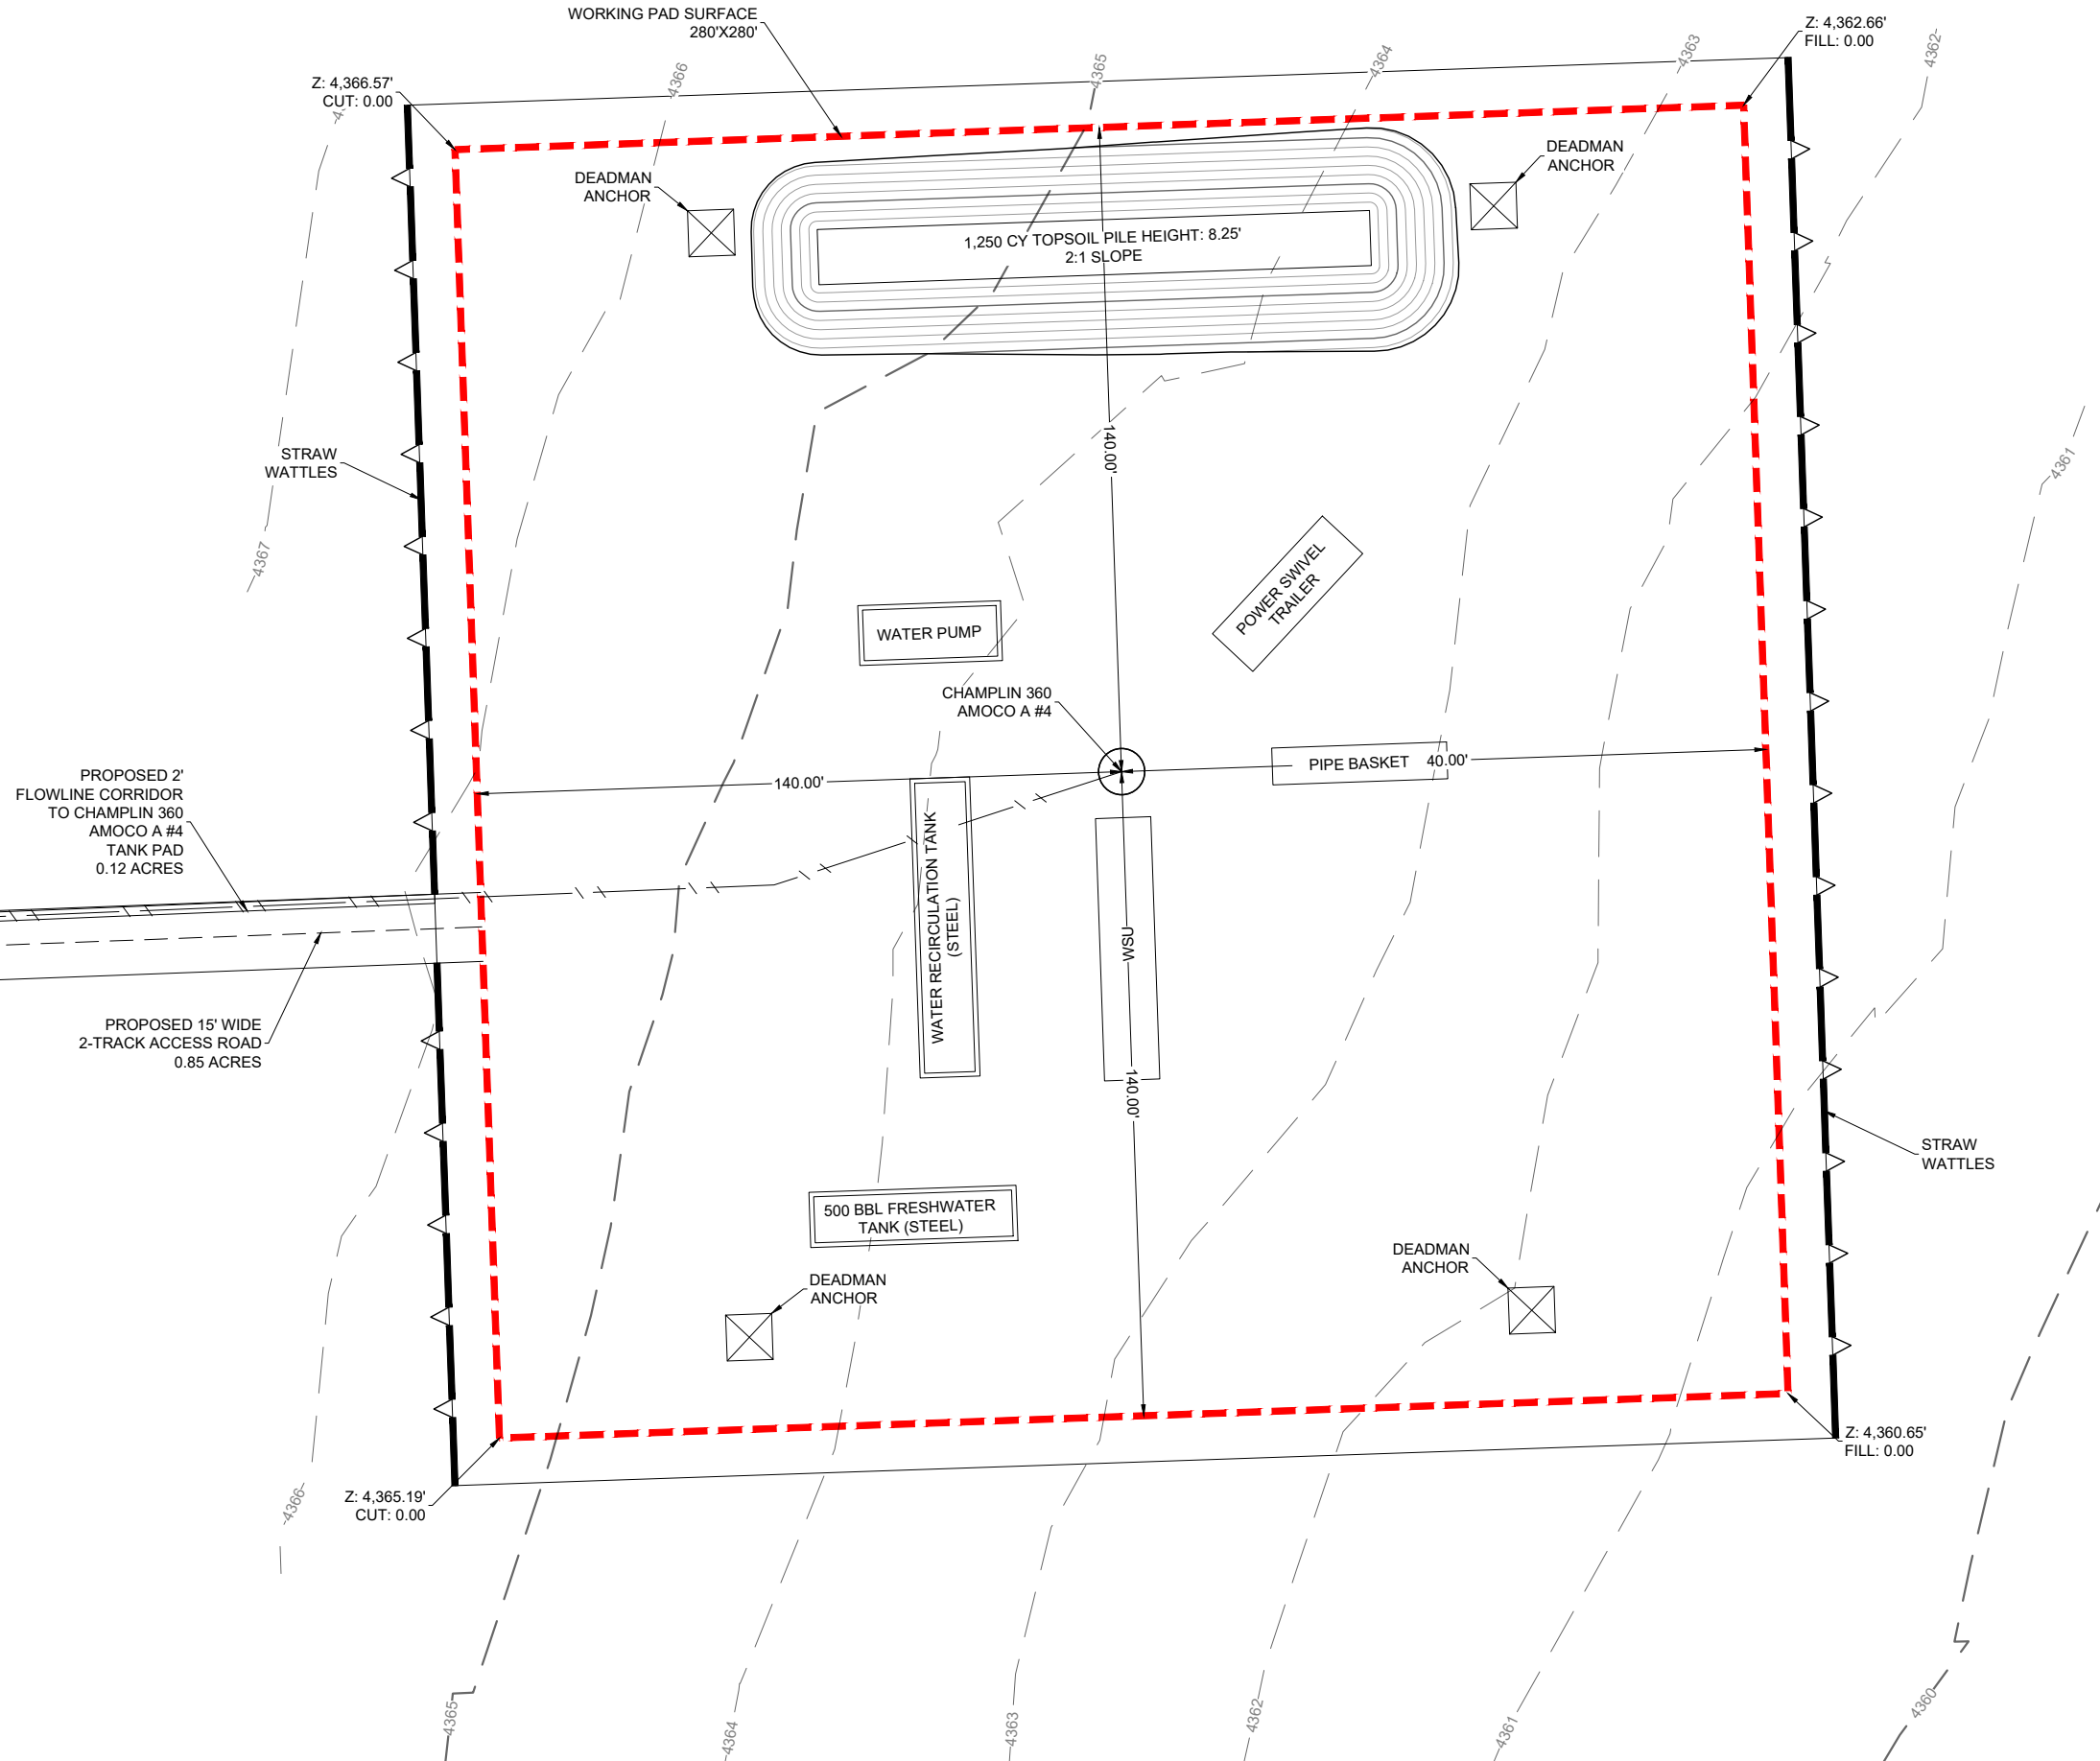 WORKING PAD SURFACE
280'X280'
Z: 4,362.66'
FILL: 0.00
Z: 4,366.57'
CUT: 0.00
4366
4365
4364
4363
4362
DEADMAN
ANCHOR
DEADMAN
ANCHOR
1,250 CY TOPSOIL PILE HEIGHT: 8.25'
2:1 SLOPE
STRAW
WATTLES
140.00'
4361
4367
POWER SWIVEL
TRAILER
WATER PUMP
CHAMPLIN 360
AMOCO A #4
PIPE BASKET
40.00'
140.00'
PROPOSED 2'
FLOWLINE CORRIDOR
TO CHAMPLIN 360
AMOCO A #4
TANK PAD
0.12 ACRES
WATER RECIRCULATION TANK
(STEEL)
WSU
PROPOSED 15' WIDE
2-TRACK ACCESS ROAD
0.85 ACRES
140.00'
STRAW
WATTLES
500 BBL FRESHWATER
TANK (STEEL)
DEADMAN
ANCHOR
DEADMAN
ANCHOR
Z: 4,360.65'
FILL: 0.00
Z: 4,365.19'
CUT: 0.00
4366
4365
4364
4363
4362
4361
4360